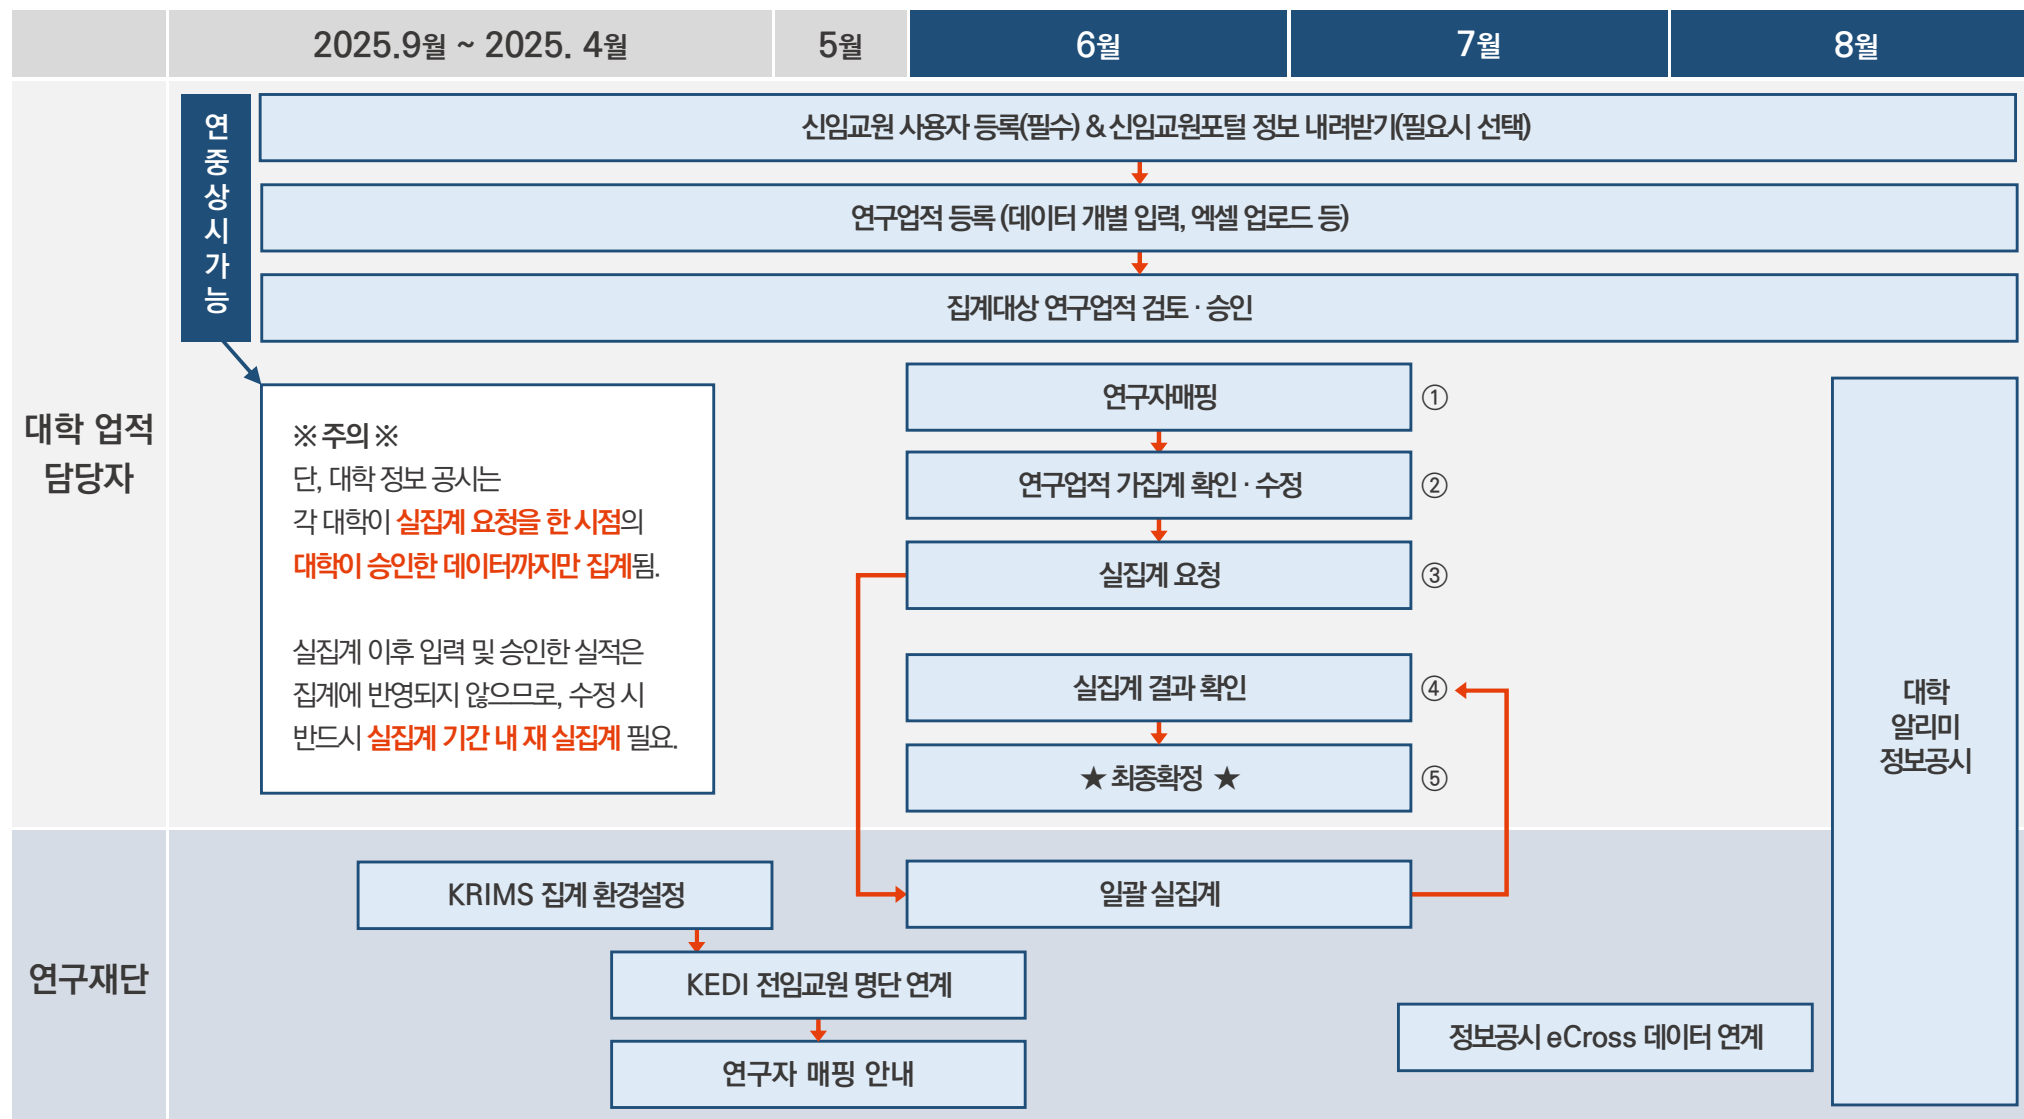 2025.9월 ~ 2025. 4월
5월
6월
7월
8월
대학 업적
담당자
연
중
상
시
가
능
신임교원 사용자 등록(필수) & 신임교원포털 정보 내려받기(필요시 선택)
연구업적 등록 (데이터 개별 입력, 엑셀 업로드 등)
집계대상 연구업적 검토 · 승인
※ 주의 ※
단, 대학 정보 공시는
각 대학이 실집계 요청을 한 시점의
대학이 승인한 데이터까지만 집계됨.
실집계 이후 입력 및 승인한 실적은
집계에 반영되지 않으므로, 수정 시
반드시 실집계 기간 내 재 실집계 필요.
연구자매핑 ①
연구업적 가집계 확인 · 수정 ②
실집계 요청 ③
실집계 결과 확인 ④
★ 최종확정 ★ ⑤
대학
알리미
정보공시
연구재단
KRIMS 집계 환경설정
일괄 실집계
KEDI 전임교원 명단 연계
연구자 매핑 안내
정보공시 eCross 데이터 연계